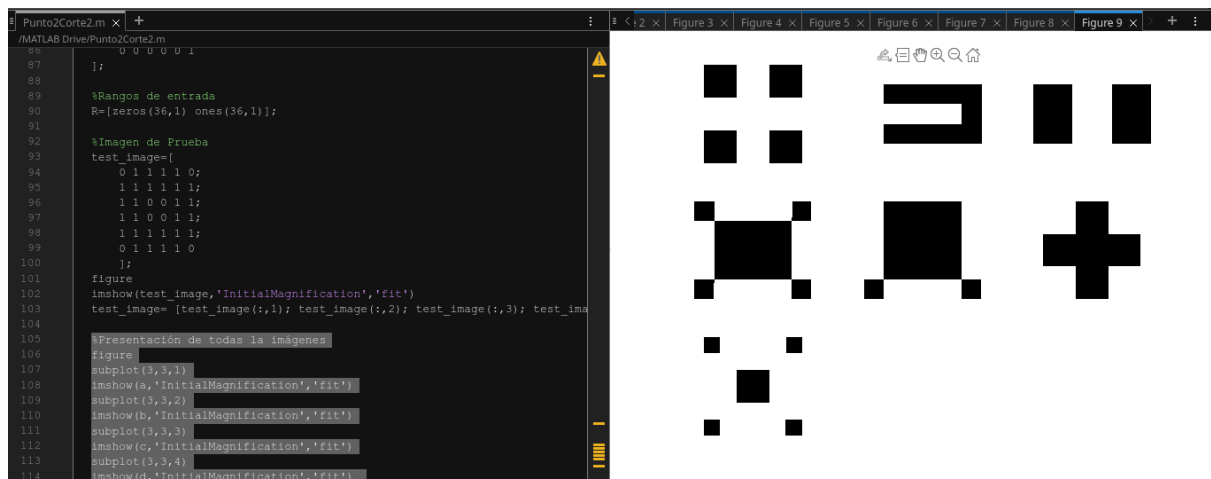 Punto2Corte2.m × +
/MATLAB Drive/Punto2Corte2.m
86 0 0 0 0 0 1
87 ];
88
89 %Rangos de entrada
90 R=[zeros(36,1) ones(36,1)];
91
92 %Imagen de Prueba
93 test_image=[
94 0 1 1 1 1 0;
95 1 1 1 1 1 1;
96 1 1 0 0 1 1;
97 1 1 0 0 1 1;
98 1 1 1 1 1 1;
99 0 1 1 1 1 0
100 ];
101 figure
102 imshow(test_image,'InitialMagnification','fit')
103 test_image= [test_image(:,1); test_image(:,2); test_image(:,3); test_ima
104
105 %Presentación de todas la imágenes
106 figure
107 subplot(3,3,1)
108 imshow(a,'InitialMagnification','fit')
109 subplot(3,3,2)
110 imshow(b,'InitialMagnification','fit')
111 subplot(3,3,3)
112 imshow(c,'InitialMagnification','fit')
113 subplot(3,3,4)
114 imshow(d,'InitialMagnification','fit')
2 × Figure 3 × Figure 4 × Figure 5 × Figure 6 × Figure 7 × Figure 8 × Figure 9 × +